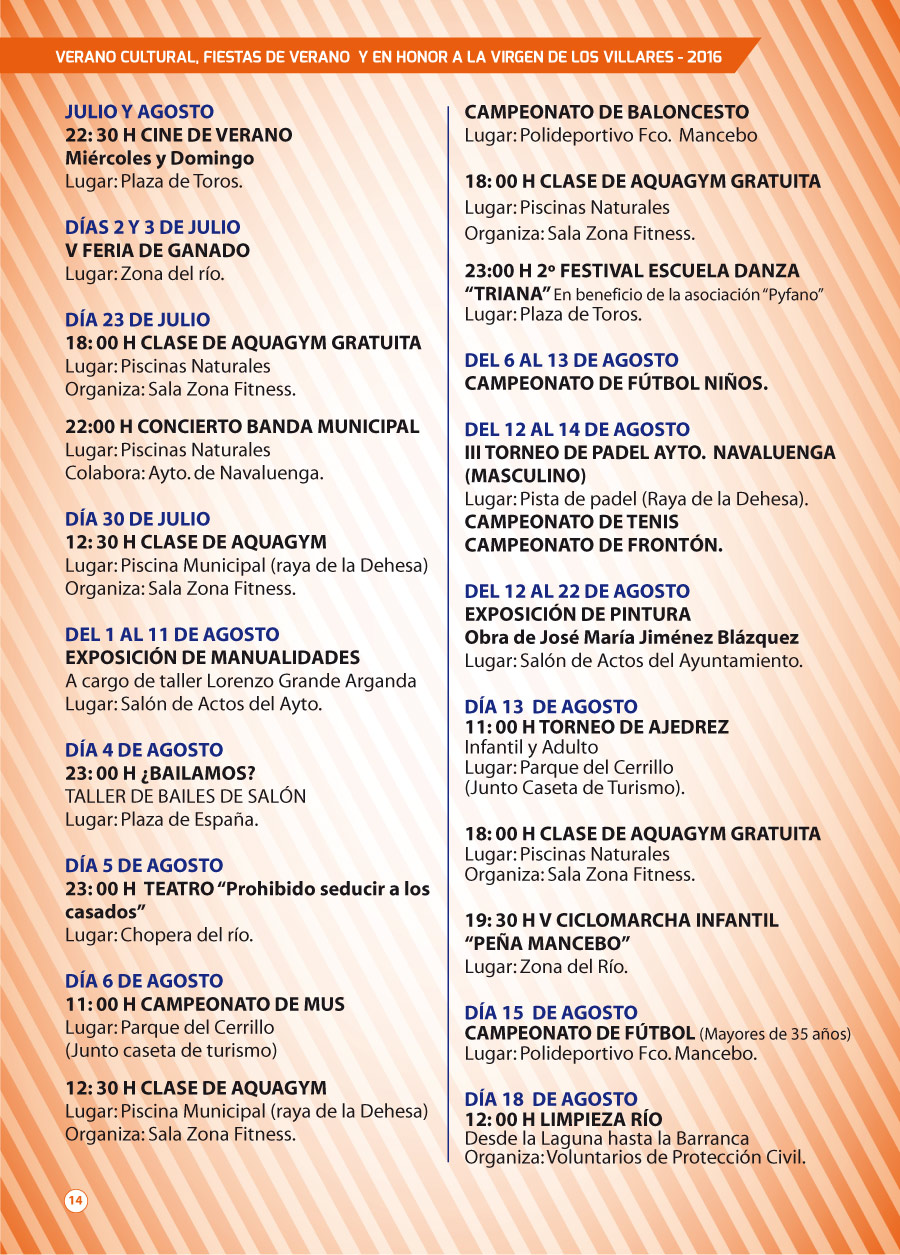 VERANO CULTURAL, FIESTAS DE VERANO Y EN HONOR A LA VIRGEN DE LOS VILLARES - 2016
JULIO Y AGOSTO
22: 30 H CINE DE VERANO
Miércoles y Domingo
Lugar: Plaza de Toros.
DÍAS 2 Y 3 DE JULIO
V FERIA DE GANADO
Lugar: Zona del río.
DÍA 23 DE JULIO
18: 00 H CLASE DE AQUAGYM GRATUITA
Lugar: Piscinas Naturales
Organiza: Sala Zona Fitness.
22:00 H CONCIERTO BANDA MUNICIPAL
Lugar: Piscinas Naturales
Colabora: Ayto. de Navaluenga.
DÍA 30 DE JULIO
12: 30 H CLASE DE AQUAGYM
Lugar: Piscina Municipal (raya de la Dehesa)
Organiza: Sala Zona Fitness.
DEL 1 AL 11 DE AGOSTO
EXPOSICIÓN DE MANUALIDADES
A cargo de taller Lorenzo Grande Arganda
Lugar: Salón de Actos del Ayto.
DÍA 4 DE AGOSTO
23: 00 H ¿BAILAMOS?
TALLER DE BAILES DE SALÓN
Lugar: Plaza de España.
DÍA 5 DE AGOSTO
23: 00 H TEATRO “Prohibido seducir a los
casados”
Lugar: Chopera del río.
DÍA 6 DE AGOSTO
11: 00 H CAMPEONATO DE MUS
Lugar: Parque del Cerrillo
(Junto caseta de turismo)
12: 30 H CLASE DE AQUAGYM
Lugar: Piscina Municipal (raya de la Dehesa)
Organiza: Sala Zona Fitness.
CAMPEONATO DE BALONCESTO
Lugar: Polideportivo Fco. Mancebo
18: 00 H CLASE DE AQUAGYM GRATUITA
Lugar: Piscinas Naturales
Organiza: Sala Zona Fitness.
23:00 H 2º FESTIVAL ESCUELA DANZA
“TRIANA” En beneficio de la asociación “Pyfano”
Lugar: Plaza de Toros.
DEL 6 AL 13 DE AGOSTO
CAMPEONATO DE FÚTBOL NIÑOS.
DEL 12 AL 14 DE AGOSTO
III TORNEO DE PADEL AYTO. NAVALUENGA
(MASCULINO)
Lugar: Pista de padel (Raya de la Dehesa).
CAMPEONATO DE TENIS
CAMPEONATO DE FRONTÓN.
DEL 12 AL 22 DE AGOSTO
EXPOSICIÓN DE PINTURA
Obra de José María Jiménez Blázquez
Lugar: Salón de Actos del Ayuntamiento.
DÍA 13 DE AGOSTO
11: 00 H TORNEO DE AJEDREZ
Infantil y Adulto
Lugar: Parque del Cerrillo
(Junto Caseta de Turismo).
18: 00 H CLASE DE AQUAGYM GRATUITA
Lugar: Piscinas Naturales
Organiza: Sala Zona Fitness.
19: 30 H V CICLOMARCHA INFANTIL
“PEÑA MANCEBO”
Lugar: Zona del Río.
DÍA 15 DE AGOSTO
CAMPEONATO DE FÚTBOL (Mayores de 35 años)
Lugar: Polideportivo Fco. Mancebo.
DÍA 18 DE AGOSTO
12: 00 H LIMPIEZA RÍO
Desde la Laguna hasta la Barranca
Organiza: Voluntarios de Protección Civil.
14